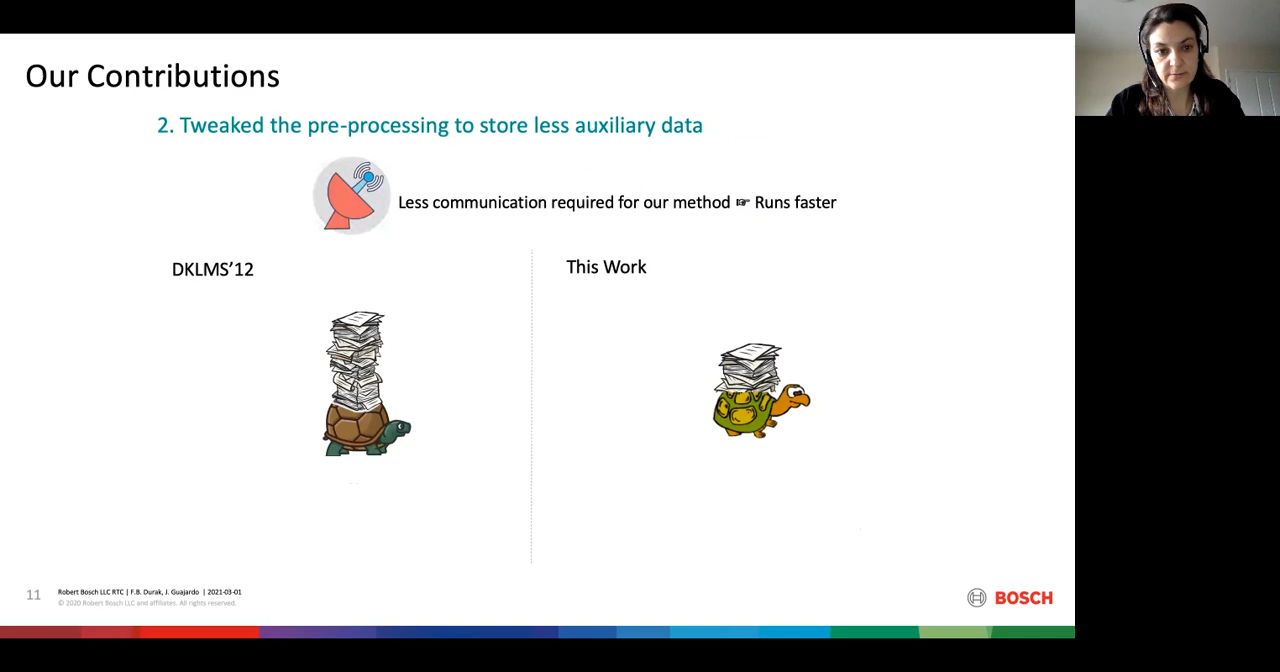 Our Contributions
2. Tweaked the pre-processing to store less auxiliary data
Less communication required for our method ☞ Runs faster
DKLMS’12
This Work
11
Robert Bosch LLC RTC | F.B. Durak, J. Guajardo | 2021-03-01
© 2020 Robert Bosch LLC and affiliates. All rights reserved.
BOSCH